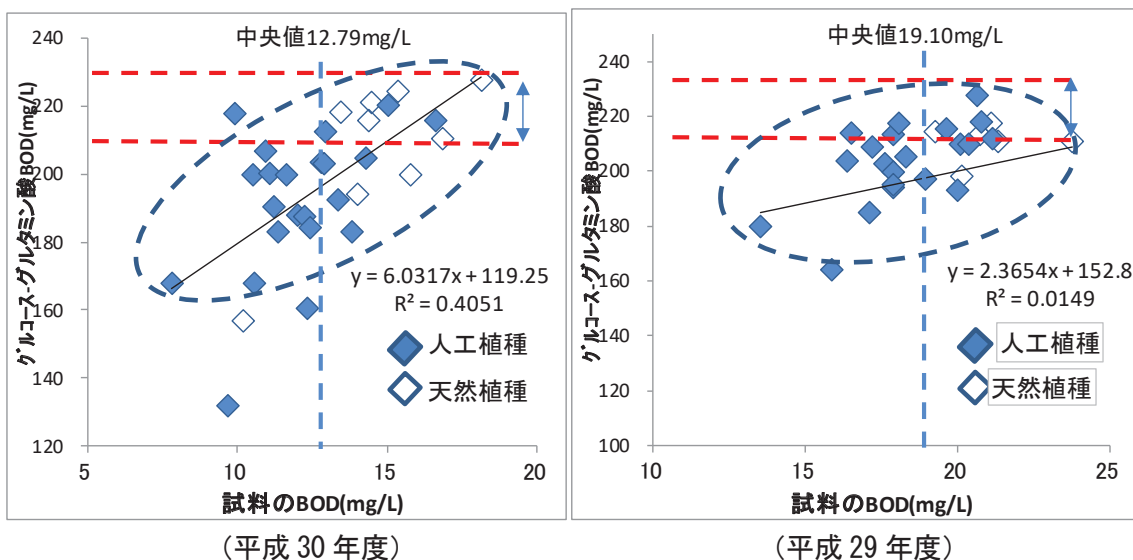 中央値12.79mg/L
240
220
200
180
160
140
120
ｸﾞﾙｺｰｽ-ｸﾞﾙﾀﾐﾝ酸BOD(mg/L)
y = 6.0317x + 119.25
R² = 0.4051
人工植種
天然植種
5
10
15
20
試料のBOD(mg/L)
(平成 30 年度)
中央値19.10mg/L
240
220
200
180
160
140
120
100
ｸﾞﾙｺｰｽ-ｸﾞﾙﾀﾐﾝ酸BOD(mg/L)
y = 2.3654x + 152.8
R² = 0.0149
人工植種
天然植種
10
15
20
25
試料のBOD(mg/L)
(平成 29 年度)